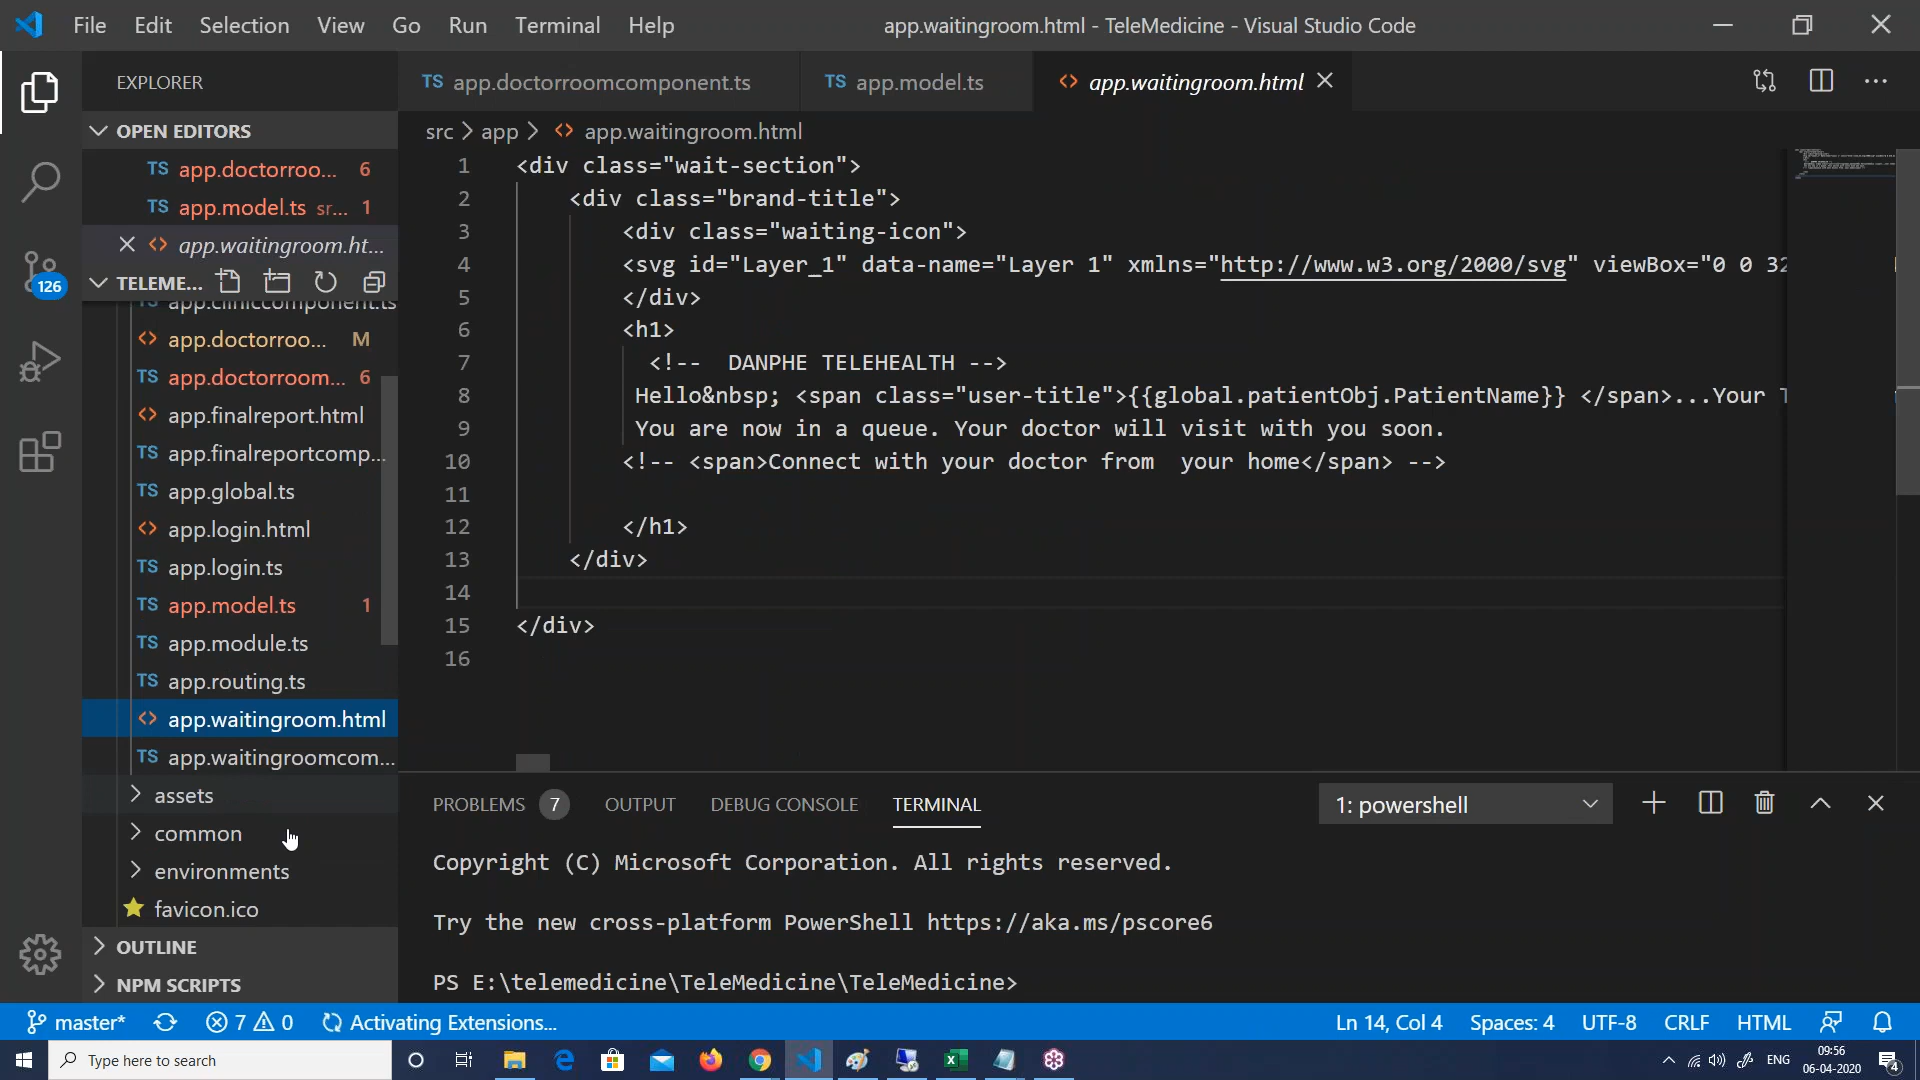 File Edit Selection View Go Run Terminal Help
app.waitingroom.html - TeleMedicine - Visual Studio Code
EXPLORER
OPEN EDITORS
TS app.doctorroo... 6
TS app.model.ts sr... 1
<> app.waitingroom.ht...
TELEME...
app.cliniccomponent.ts
<> app.doctorroo... M
TS app.doctorroom... 6
<> app.finalreport.html
TS app.finalreportcomp...
TS app.global.ts
<> app.login.html
TS app.login.ts
TS app.model.ts 1
TS app.module.ts
TS app.routing.ts
<> app.waitingroom.html
TS app.waitingroomcom...
assets
common
environments
favicon.ico
OUTLINE
NPM SCRIPTS
126
TS app.doctorroomcomponent.ts
TS app.model.ts
<> app.waitingroom.html
src > app > <> app.waitingroom.html
1 <div class="wait-section">
2 <div class="brand-title">
3 <div class="waiting-icon">
4 <svg id="Layer_1" data-name="Layer 1" xmlns="http://www.w3.org/2000/svg" viewBox="0 0 32
5 </div>
6 <h1>
7 <!-- DANPHE TELEHEALTH -->
8 Hello&nbsp; <span class="user-title">{{global.patientObj.PatientName}} </span>...Your T
9 You are now in a queue. Your doctor will visit with you soon.
10 <!-- <span>Connect with your doctor from your home</span> -->
11
12 </h1>
13 </div>
14
15 </div>
16
PROBLEMS 7 OUTPUT DEBUG CONSOLE TERMINAL
1: powershell
Copyright (C) Microsoft Corporation. All rights reserved.
Try the new cross-platform PowerShell https://aka.ms/pscore6
PS E:\telemedicine\TeleMedicine\TeleMedicine>
master* 7 0 Activating Extensions...
Ln 14, Col 4 Spaces: 4 UTF-8 CRLF HTML
Type here to search
ENG
09:56
06-04-2020
4